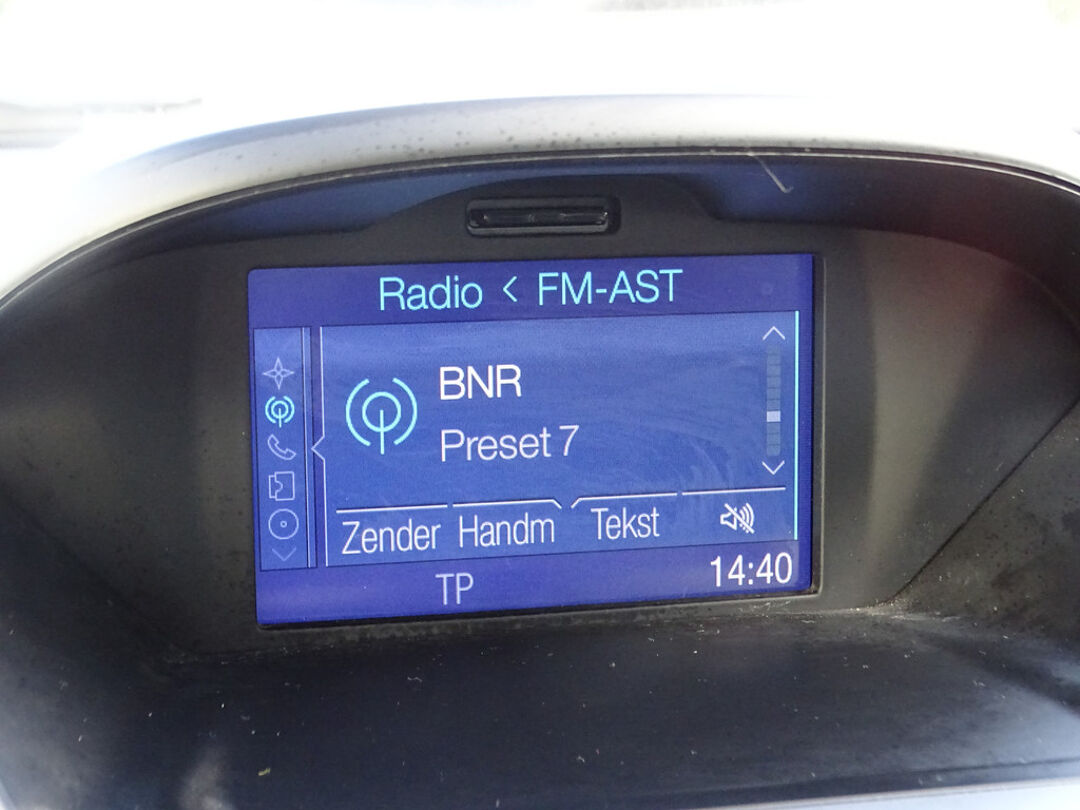 Radio < FM-AST
BNR
Preset 7
Zender Handm Tekst
TP 14:40